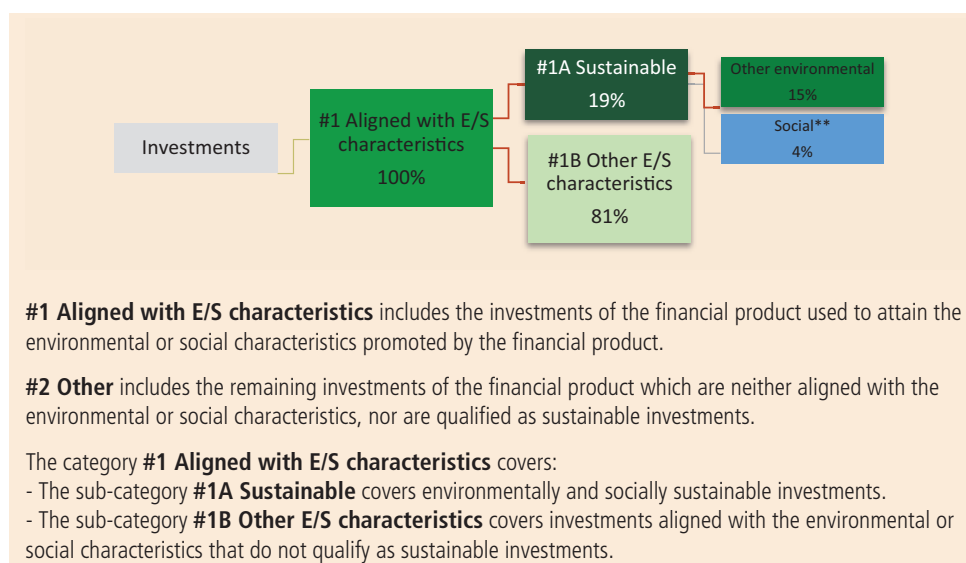 Investments
#1 Aligned with E/S
characteristics
100%
#1A Sustainable
19%
#1B Other E/S
characteristics
81%
Other environmental
15%
Social**
4%
#1 Aligned with E/S characteristics includes the investments of the financial product used to attain the
environmental or social characteristics promoted by the financial product.
#2 Other includes the remaining investments of the financial product which are neither aligned with the
environmental or social characteristics, nor are qualified as sustainable investments.
The category #1 Aligned with E/S characteristics covers:
- The sub-category #1A Sustainable covers environmentally and socially sustainable investments.
- The sub-category #1B Other E/S characteristics covers investments aligned with the environmental or
social characteristics that do not qualify as sustainable investments.